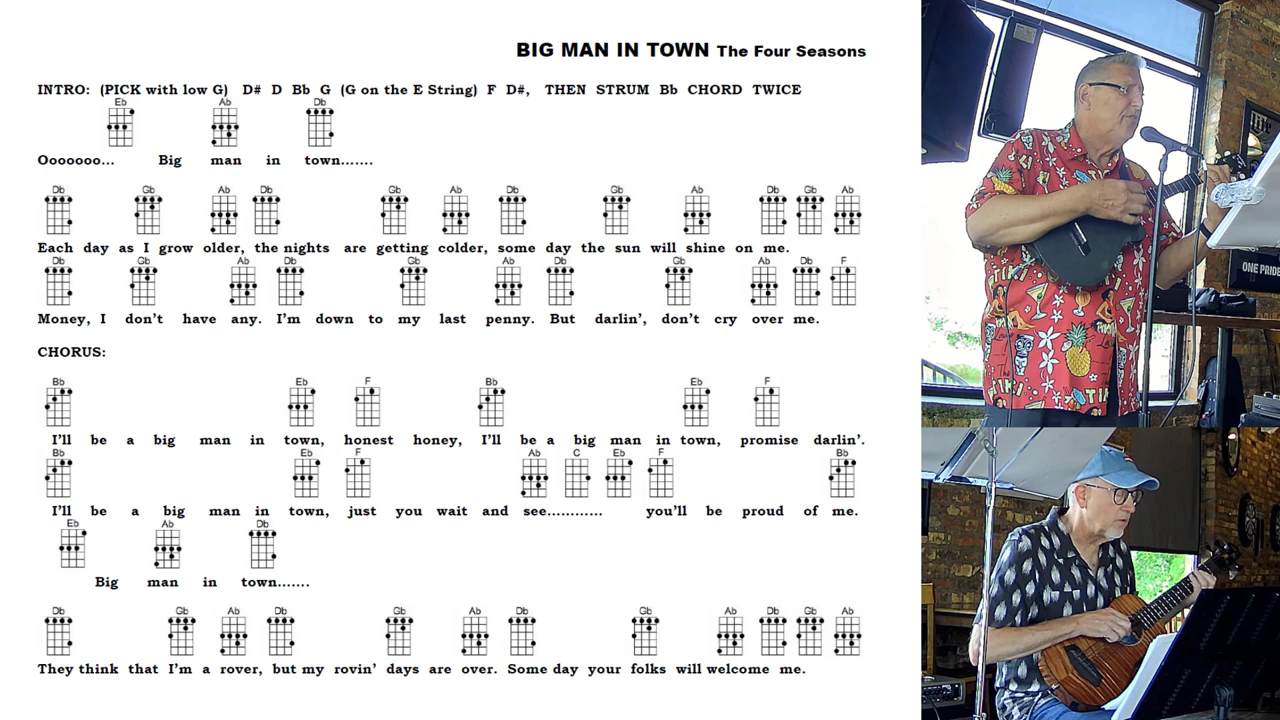 BIG MAN IN TOWN The Four Seasons
INTRO: (PICK with low G) D# D Bb G (G on the E String) F D#, THEN STRUM Bb CHORD TWICE
Eb Ab Db
Ooooooo... Big man in town.......
Db Gb Ab Db Gb Ab Db Gb Ab Db Gb Ab
Each day as I grow older, the nights are getting colder, some day the sun will shine on me.
Db Gb Ab Db Gb Ab Db Gb Ab Db F
Money, I don't have any. I'm down to my last penny. But darlin', don't cry over me.
CHORUS:
Bb Eb F Bb Eb F
I'll be a big man in town, honest honey, I'll be a big man in town, promise darlin'.
Bb Eb F Ab C Eb F Bb
I'll be a big man in town, just you wait and see............ you'll be proud of me.
Eb Ab Db
Big man in town.......
Db Gb Ab Db Gb Ab Db Gb Ab Db Gb Ab
They think that I'm a rover, but my rovin' days are over. Some day your folks will welcome me.
Lite
ONE PRIDE
TIKI